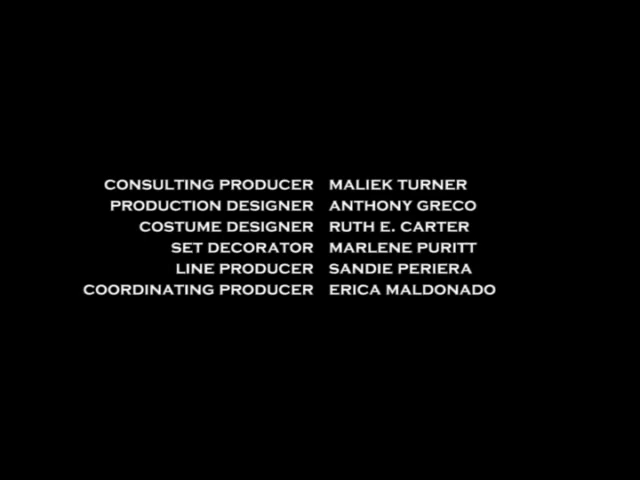 CONSULTING PRODUCER MALIEK TURNER
PRODUCTION DESIGNER ANTHONY GRECO
COSTUME DESIGNER RUTH E. CARTER
SET DECORATOR MARLENE PURITT
LINE PRODUCER SANDIE PERIERA
COORDINATING PRODUCER ERICA MALDONADO